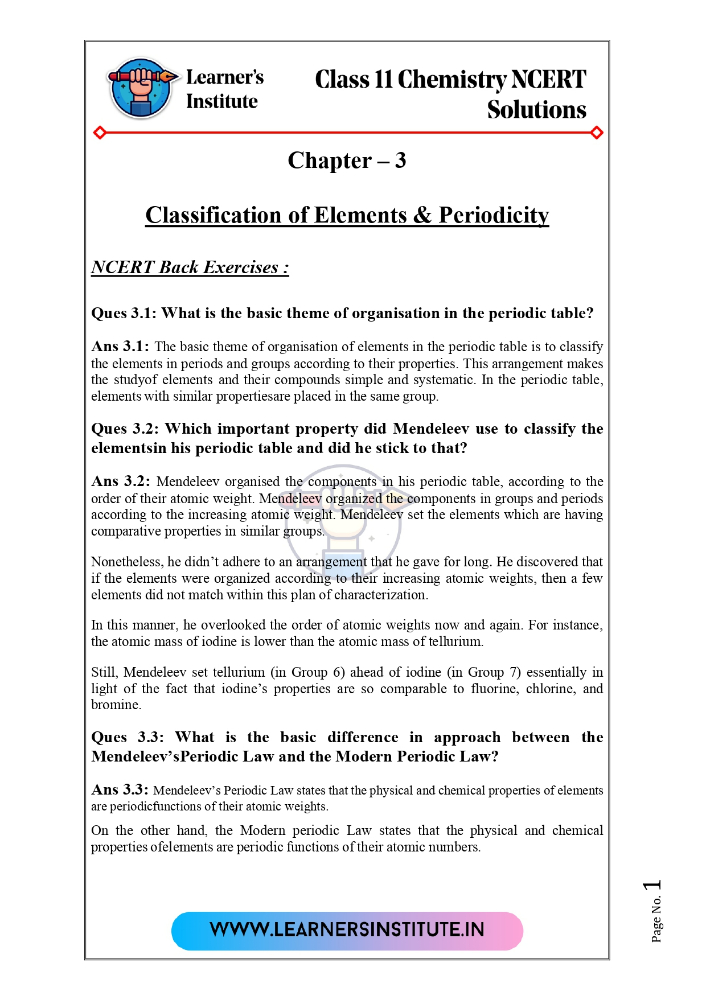 Learner's
Institute
Class 11 Chemistry NCERT
Solutions
Chapter – 3
Classification of Elements & Periodicity
NCERT Back Exercises :
Ques 3.1: What is the basic theme of organisation in the periodic table?
Ans 3.1: The basic theme of organisation of elements in the periodic table is to classify
the elements in periods and groups according to their properties. This arrangement makes
the studyof elements and their compounds simple and systematic. In the periodic table,
elements with similar propertiesare placed in the same group.
Ques 3.2: Which important property did Mendeleev use to classify the
elementsin his periodic table and did he stick to that?
Ans 3.2: Mendeleev organised the components in his periodic table, according to the
order of their atomic weight. Mendeleev organized the components in groups and periods
according to the increasing atomic weight. Mendeleev set the elements which are having
comparative properties in similar groups.
Nonetheless, he didn’t adhere to an arrangement that he gave for long. He discovered that
if the elements were organized according to their increasing atomic weights, then a few
elements did not match within this plan of characterization.
In this manner, he overlooked the order of atomic weights now and again. For instance,
the atomic mass of iodine is lower than the atomic mass of tellurium.
Still, Mendeleev set tellurium (in Group 6) ahead of iodine (in Group 7) essentially in
light of the fact that iodine’s properties are so comparable to fluorine, chlorine, and
bromine.
Ques 3.3: What is the basic difference in approach between the
Mendeleev’sPeriodic Law and the Modern Periodic Law?
Ans 3.3: Mendeleev’s Periodic Law states that the physical and chemical properties of elements
are periodicfunctions of their atomic weights.
On the other hand, the Modern periodic Law states that the physical and chemical
properties ofelements are periodic functions of their atomic numbers.
WWW.LEARNERSINSTITUTE.IN
Page No. 1